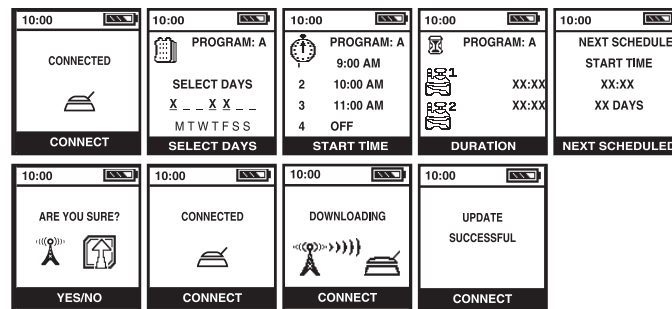 10:00
CONNECTED
CONNECT
10:00
PROGRAM: A
SELECT DAYS
X _ _ X X _ _
M T W T F S S
SELECT DAYS
10:00
PROGRAM: A
9:00 AM
2 10:00 AM
3 11:00 AM
4 OFF
START TIME
10:00
PROGRAM: A
1
XX:XX
2
XX:XX
DURATION
10:00
NEXT SCHEDULE
START TIME
XX:XX
XX DAYS
NEXT SCHEDULED
10:00
ARE YOU SURE?
YES/NO
10:00
CONNECTED
CONNECT
10:00
DOWNLOADING
CONNECT
10:00
UPDATE
SUCCESSFUL
CONNECT